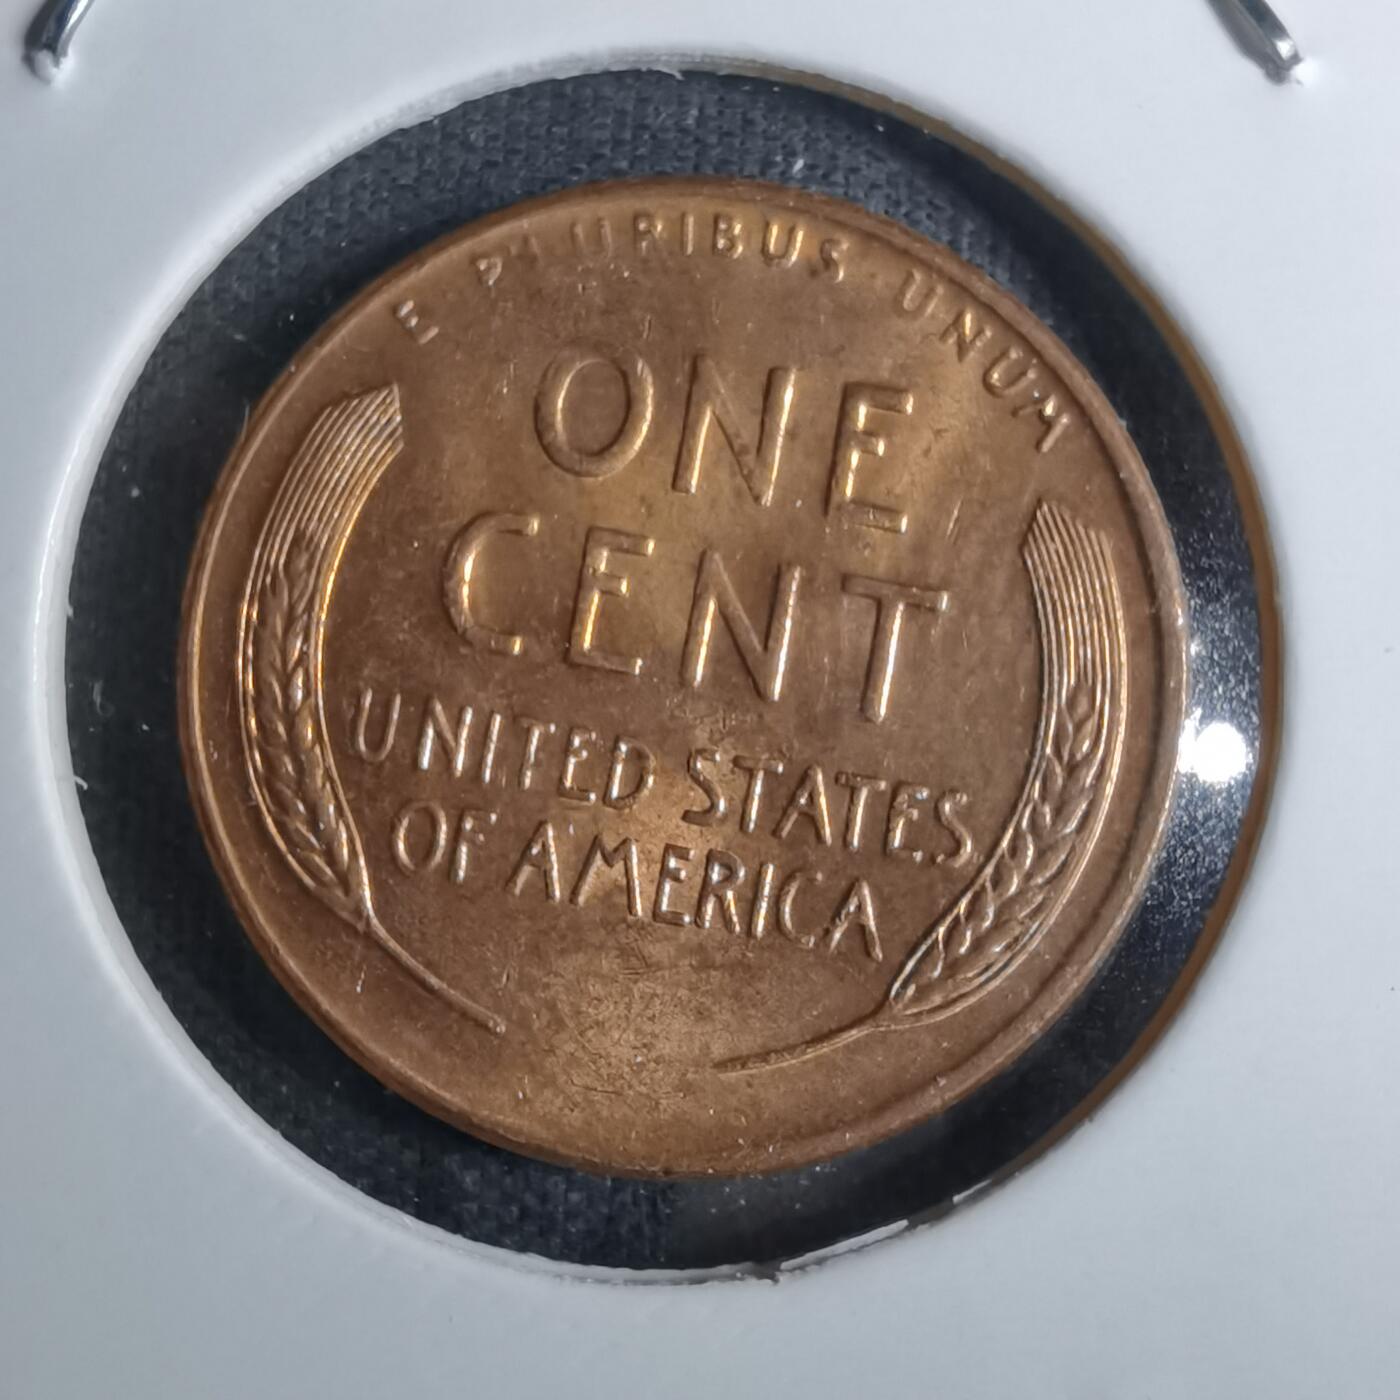 E PLURIBUS UNUM
ONE
CENT
UNITED STATES
OF AMERICA